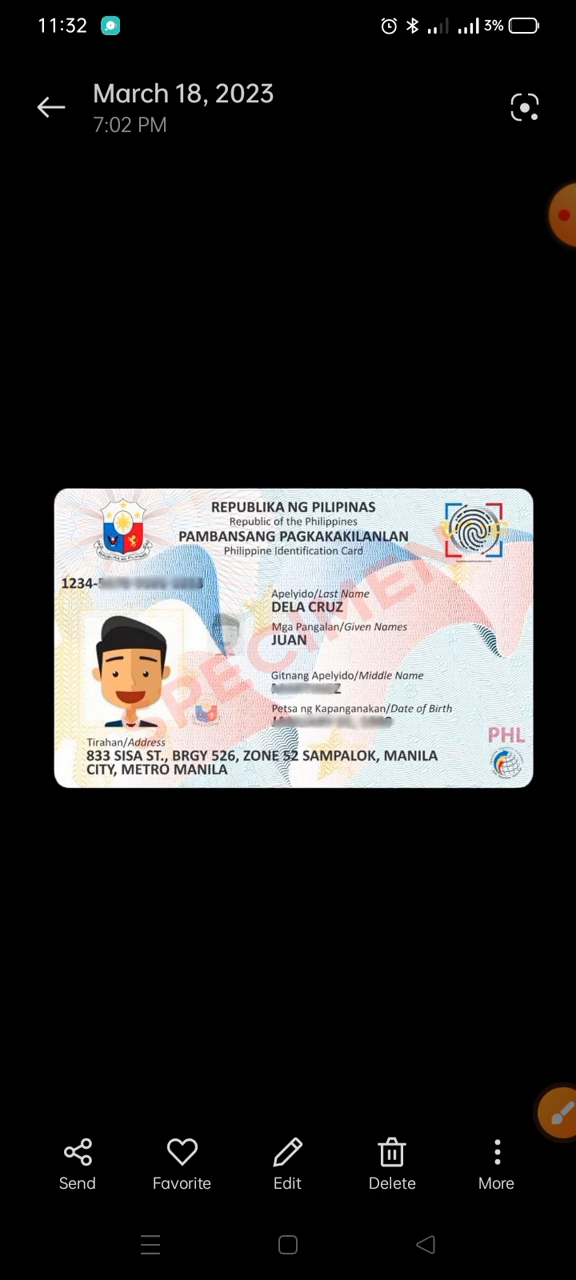 11:32
3%
March 18, 2023
7:02 PM
REPUBLIKA NG PILIPINAS
Republic of the Philippines
PAMBANSANG PAGKAKAKILANLAN
Philippine Identification Card
1234-
Apelyido/Last Name
DELA CRUZ
Mga Pangalan/Given Names
JUAN
Gitnang Apelyido/Middle Name
Petsa ng Kapanganakan/Date of Birth
SPECIMEN
PHL
Tirahan/Address
833 SISA ST., BRGY 526, ZONE 52 SAMPALOK, MANILA
CITY, METRO MANILA
Send Favorite Edit Delete More